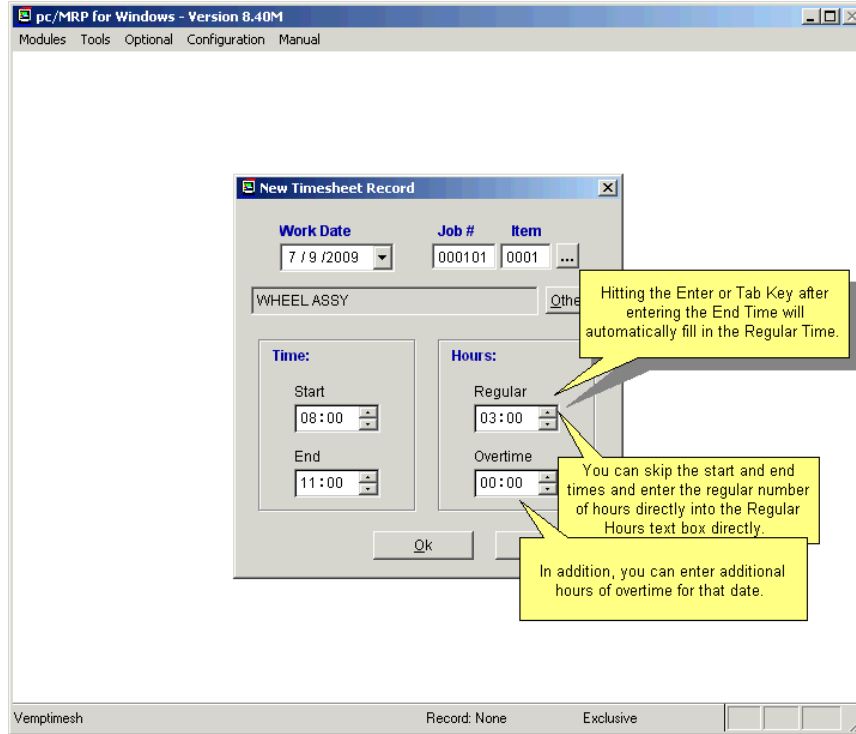 pc/MRP for Windows - Version 8.40M
Modules Tools Optional Configuration Manual
New Timesheet Record
Work Date Job # Item
7 / 9 /2009 000101 0001 ...
WHEEL ASSY Othe
Hitting the Enter or Tab Key after
entering the End Time will
automatically fill in the Regular Time.
Time: Hours:
Start Regular
08:00 03:00
End Overtime
11:00 00:00
You can skip the start and end
times and enter the regular number
of hours directly into the Regular
Hours text box directly.
Ok
In addition, you can enter additional
hours of overtime for that date.
Vemptimesh Record: None Exclusive